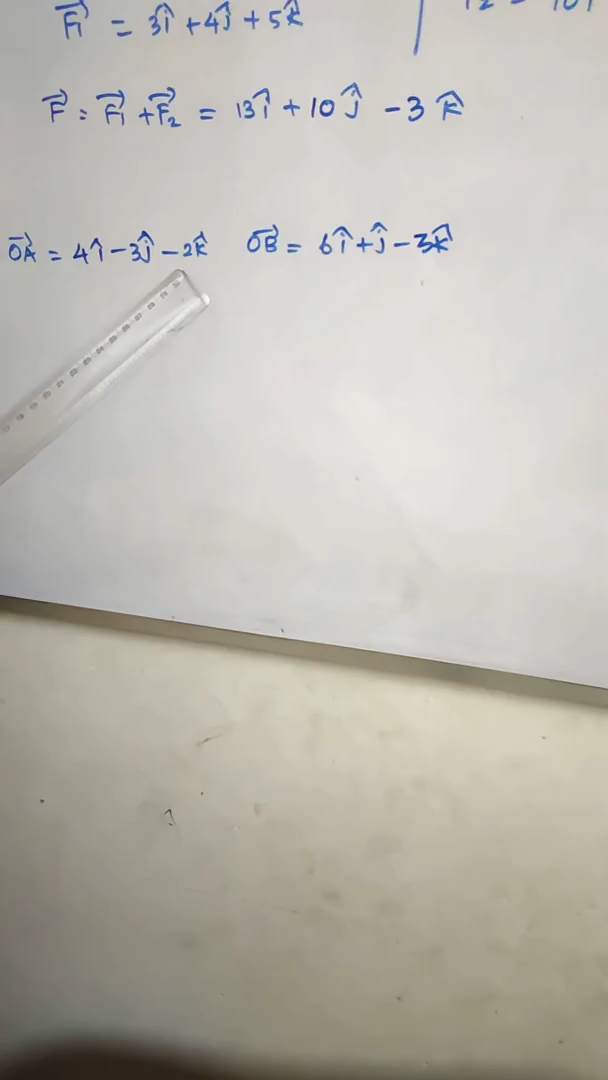 F₁⃗ = 3î + 4ĵ + 5k̂
F⃗ = F₁⃗ + F₂⃗ = 13î + 10ĵ - 3k̂
OA⃗ = 4î - 3ĵ - 2k̂ OB⃗ = 6î + ĵ - 3k̂